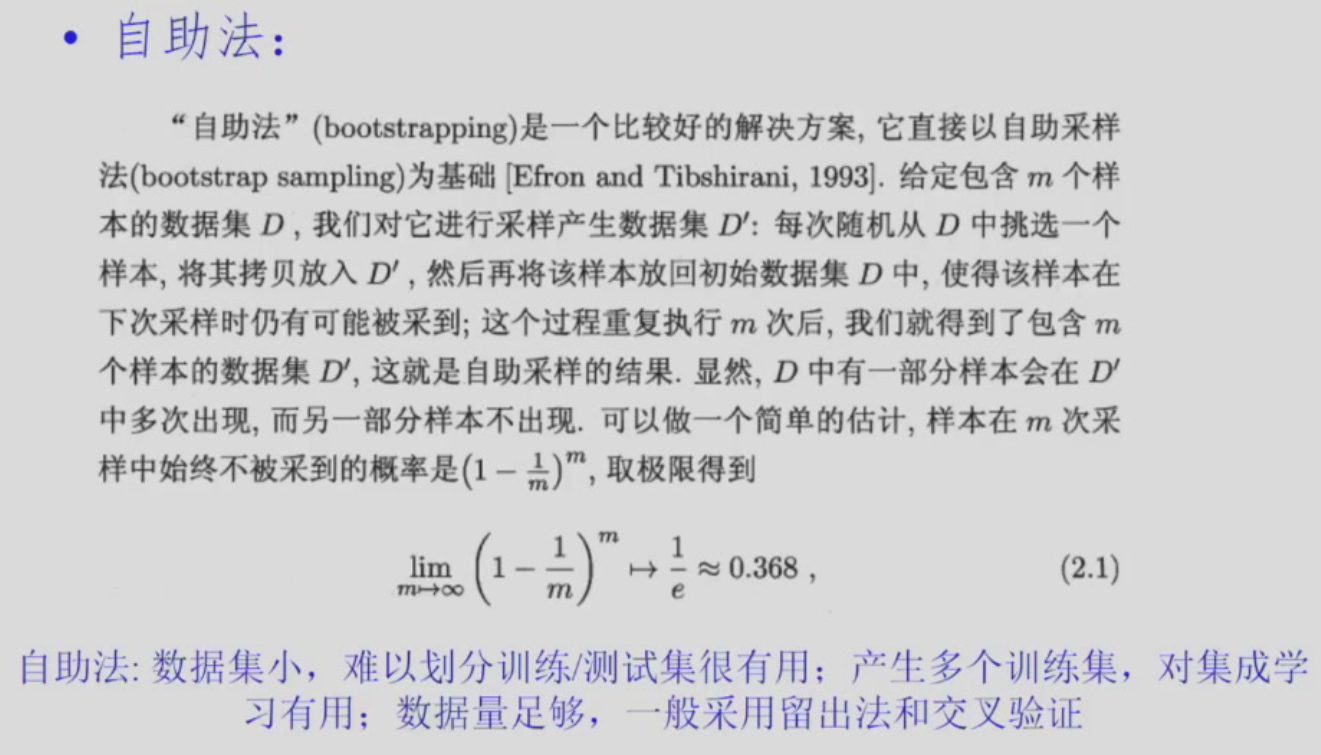 • 自助法:
“自助法”(bootstrapping)是一个比较好的解决方案, 它直接以自助采样
法(bootstrap sampling)为基础 [Efron and Tibshirani, 1993]. 给定包含 m 个样
本的数据集 D , 我们对它进行采样产生数据集 D′: 每次随机从 D 中挑选一个
样本, 将其拷贝放入 D′ , 然后再将该样本放回初始数据集 D 中, 使得该样本在
下次采样时仍有可能被采到; 这个过程重复执行 m 次后, 我们就得到了包含 m
个样本的数据集 D′, 这就是自助采样的结果. 显然, D 中有一部分样本会在 D′
中多次出现, 而另一部分样本不出现. 可以做一个简单的估计, 样本在 m 次采
样中始终不被采到的概率是(1 − 1/m)^m, 取极限得到
lim m↦∞ (1 − 1/m)^m ↦ 1/e ≈ 0.368 , (2.1)
自助法: 数据集小，难以划分训练/测试集很有用；产生多个训练集，对集成学
习有用；数据量足够，一般采用留出法和交叉验证